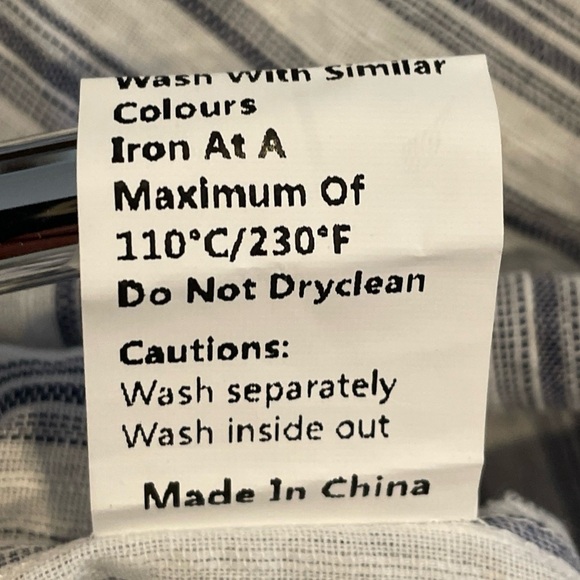 Wash With Similar
Colours
Iron At A
Maximum Of
110°C/230°F
Do Not Dryclean
Cautions:
Wash separately
Wash inside out
Made In China